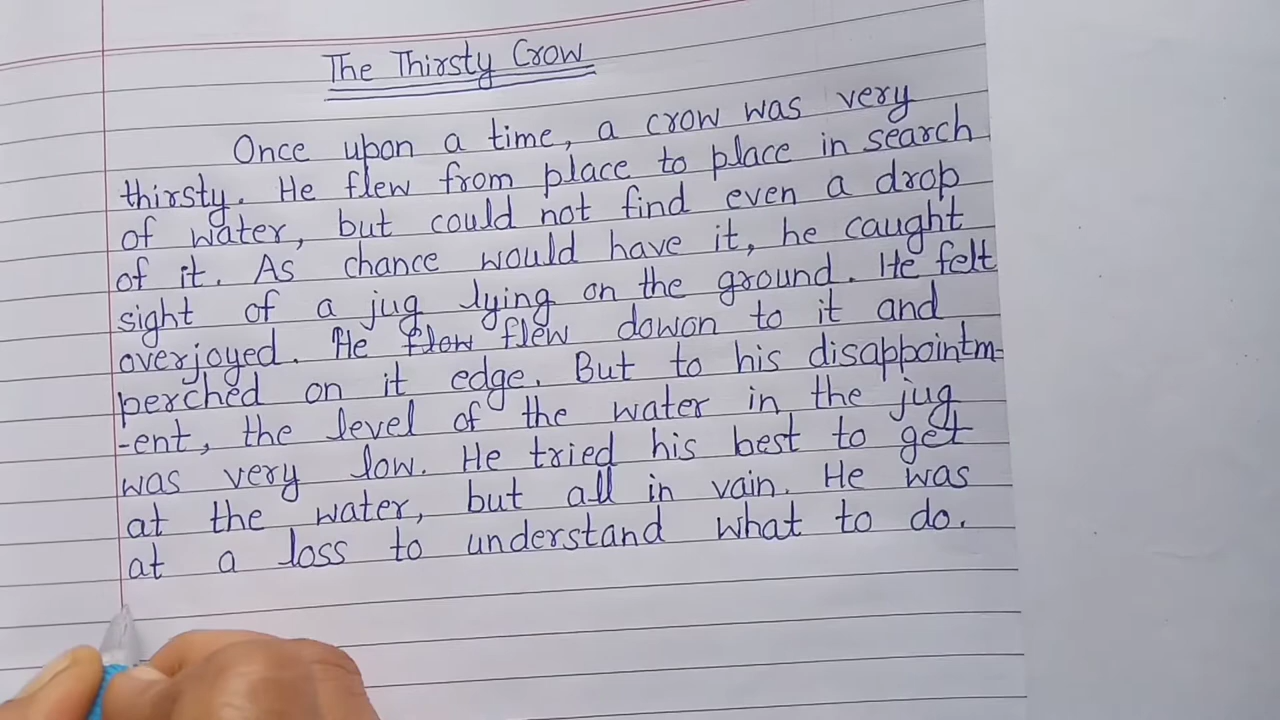 The Thirsty Crow
Once upon a time, a crow was very
thirsty. He flew from place to place in search
of water, but could not find even a drop
of it. As chance would have it, he caught
sight of a jug lying on the ground. He felt
overjoyed. He flow flew dowon to it and
perched on it edge. But to his disappointm-
-ent, the level of the water in the jug
was very low. He tried his best to get
at the water, but all in vain. He was
at a loss to understand what to do.